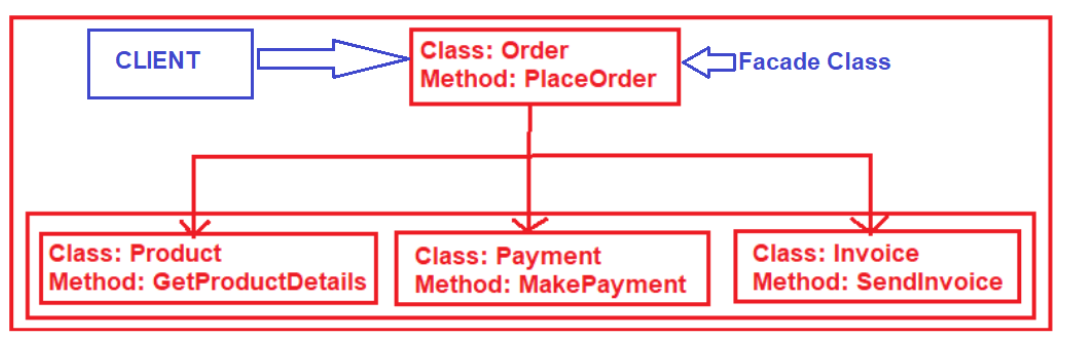 CLIENT
Class: Order
Method: PlaceOrder
Facade Class
Class: Product
Method: GetProductDetails
Class: Payment
Method: MakePayment
Class: Invoice
Method: SendInvoice